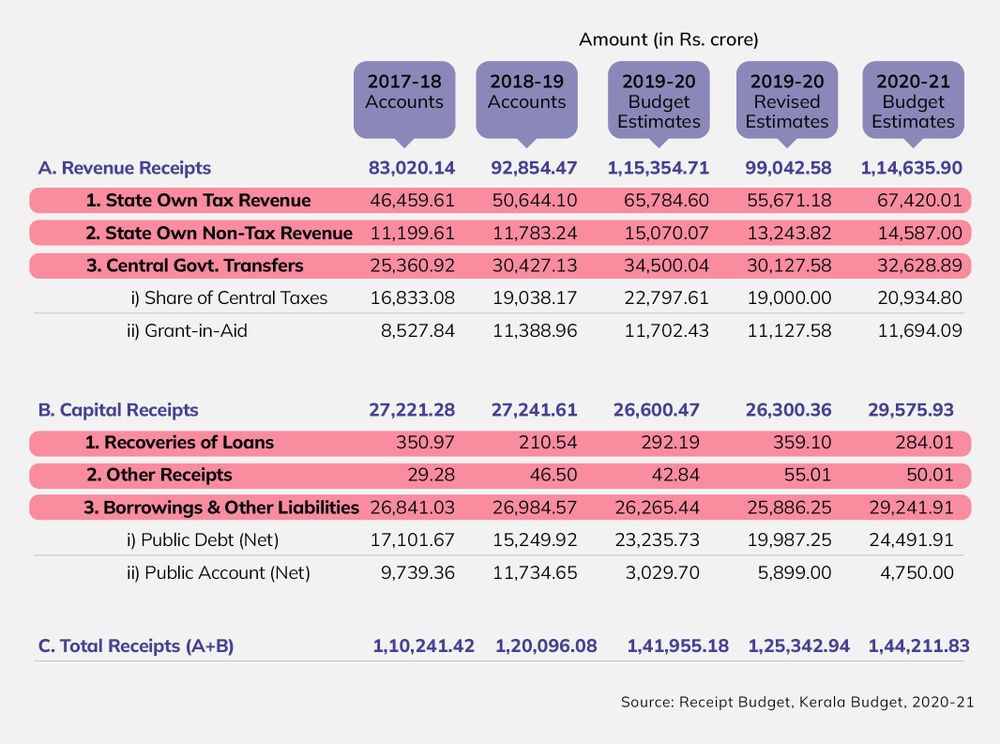 Amount (in Rs. crore)
2017-18 Accounts 2018-19 Accounts 2019-20 Budget Estimates 2019-20 Revised Estimates 2020-21 Budget Estimates
A. Revenue Receipts 83,020.14 92,854.47 1,15,354.71 99,042.58 1,14,635.90
1. State Own Tax Revenue 46,459.61 50,644.10 65,784.60 55,671.18 67,420.01
2. State Own Non-Tax Revenue 11,199.61 11,783.24 15,070.07 13,243.82 14,587.00
3. Central Govt. Transfers 25,360.92 30,427.13 34,500.04 30,127.58 32,628.89
i) Share of Central Taxes 16,833.08 19,038.17 22,797.61 19,000.00 20,934.80
ii) Grant-in-Aid 8,527.84 11,388.96 11,702.43 11,127.58 11,694.09
B. Capital Receipts 27,221.28 27,241.61 26,600.47 26,300.36 29,575.93
1. Recoveries of Loans 350.97 210.54 292.19 359.10 284.01
2. Other Receipts 29.28 46.50 42.84 55.01 50.01
3. Borrowings & Other Liabilities 26,841.03 26,984.57 26,265.44 25,886.25 29,241.91
i) Public Debt (Net) 17,101.67 15,249.92 23,235.73 19,987.25 24,491.91
ii) Public Account (Net) 9,739.36 11,734.65 3,029.70 5,899.00 4,750.00
C. Total Receipts (A+B) 1,10,241.42 1,20,096.08 1,41,955.18 1,25,342.94 1,44,211.83
Source: Receipt Budget, Kerala Budget, 2020-21